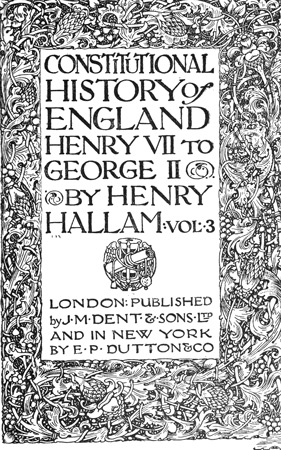 CONSTITUTIONAL
HISTORY of
ENGLAND
HENRY VII TO
GEORGE II
BY HENRY
HALLAM · VOL · 3
LONDON: PUBLISHED
by J. M. DENT · & · SONS · LTD
AND IN NEW YORK
BY E · P · DUTTON & CO